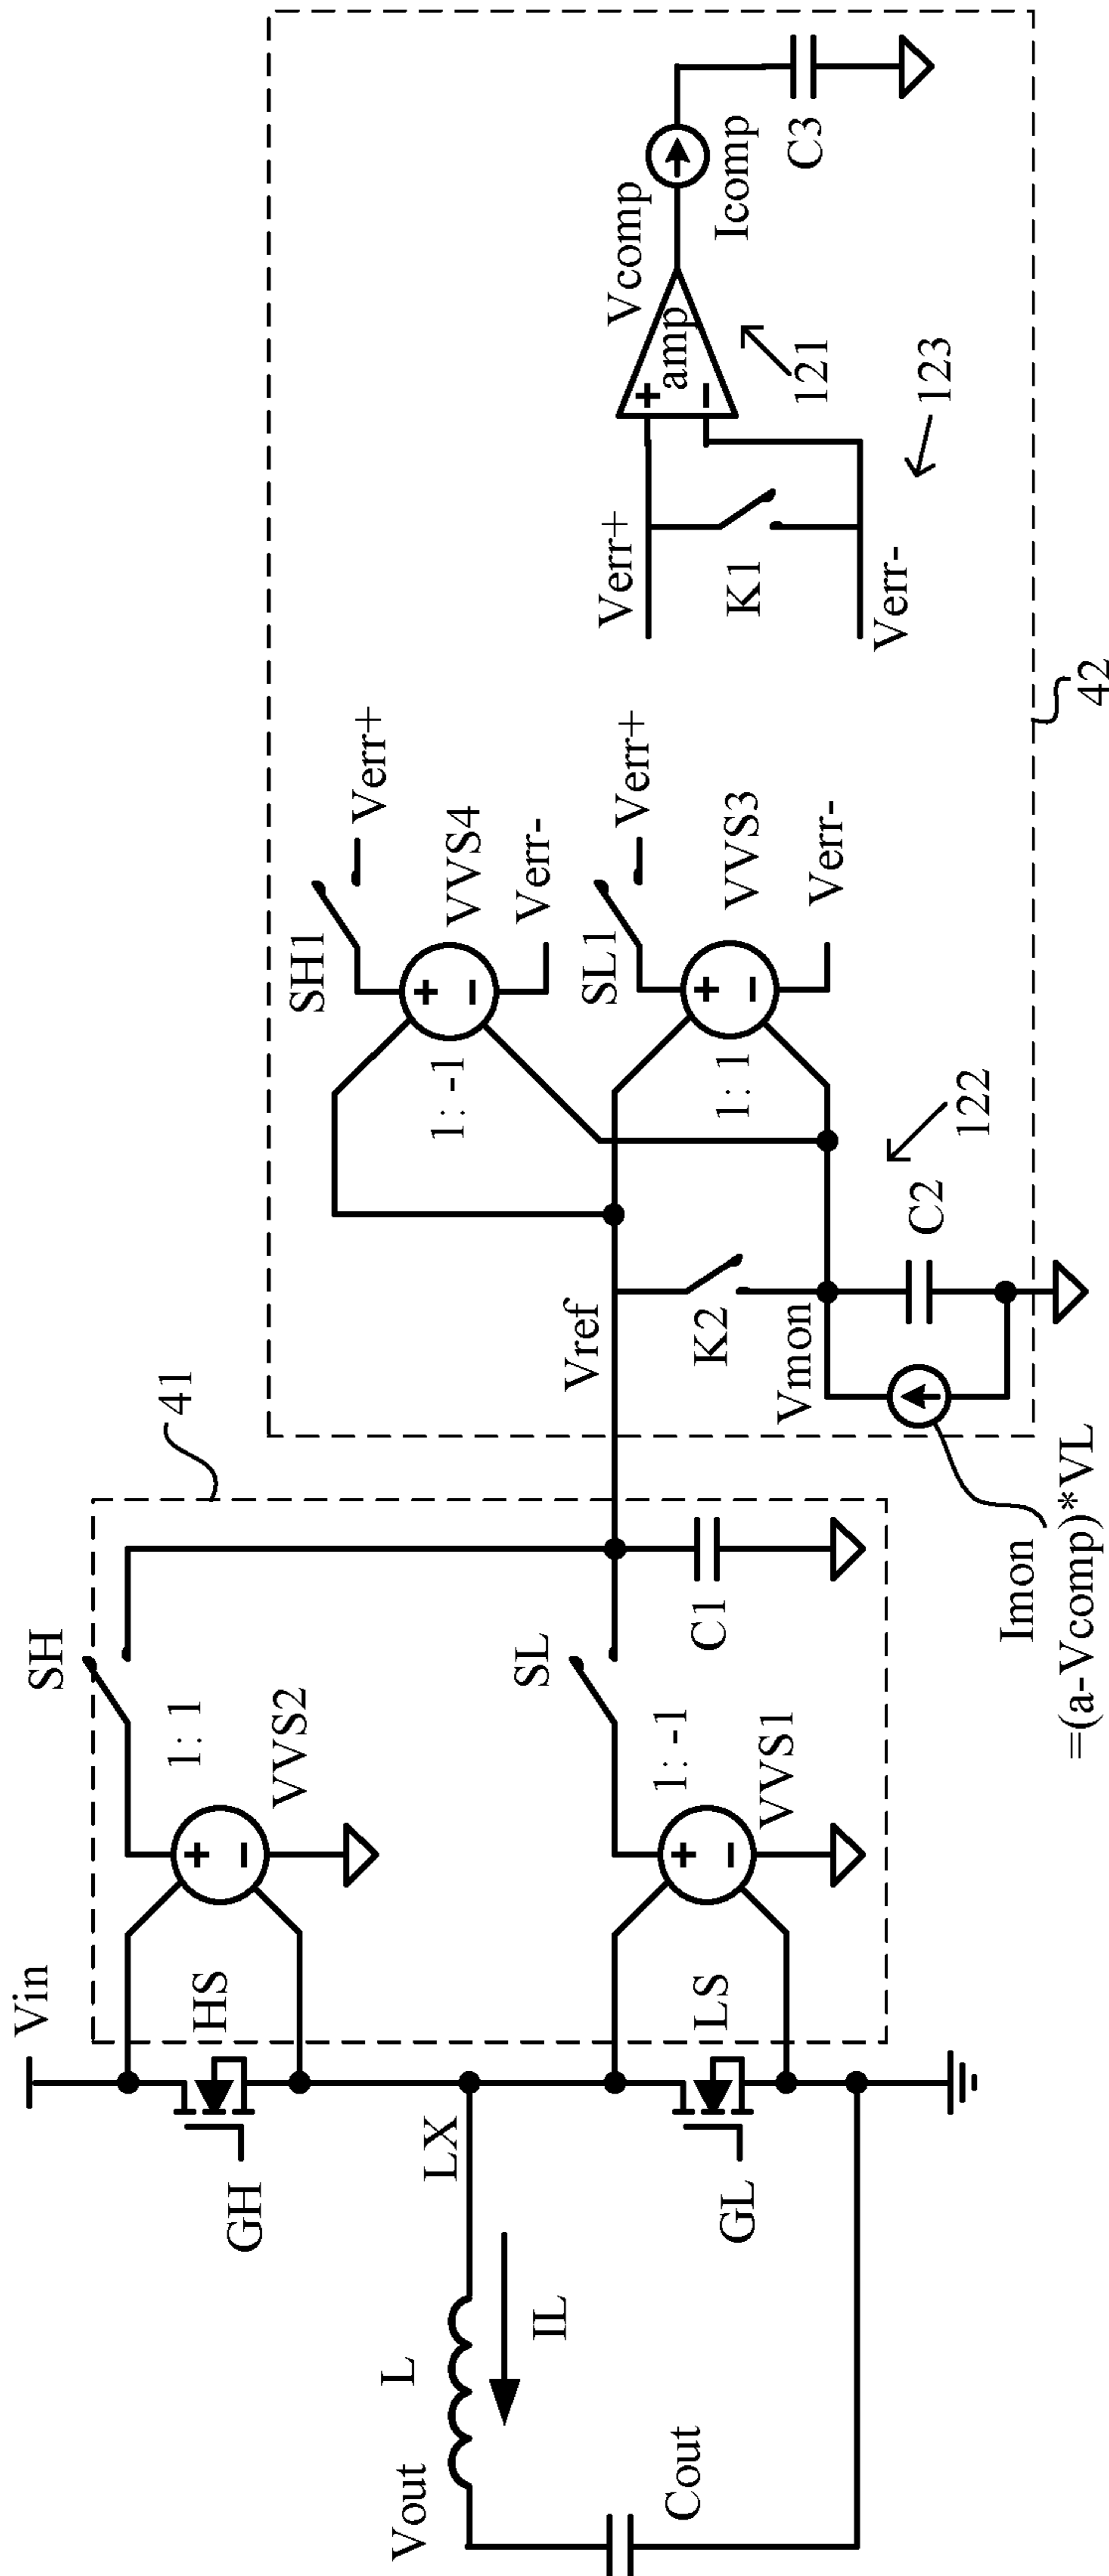 Vin
GH
HS
LX
L
Vout
IL
Cout
GL
LS
41
SH
1: 1
VVS2
SL
1: -1
VVS1
C1
Vref
K2
Vmon
C2
122
Imon
=(a-Vcomp)*VL
SH1
Verr+
1: -1
VVS4
Verr-
SL1
Verr+
1: 1
VVS3
Verr-
Verr+
K1
Verr-
+
amp
−
121
123
Vcomp
Icomp
C3
42